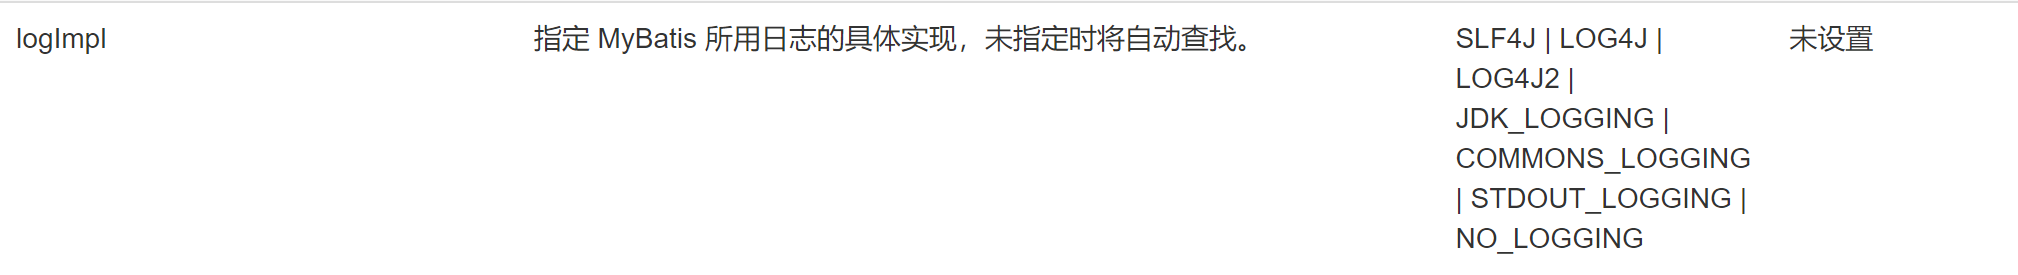 logImpl 指定 MyBatis 所用日志的具体实现，未指定时将自动查找。 SLF4J | LOG4J | 未设置
LOG4J2 |
JDK_LOGGING |
COMMONS_LOGGING
| STDOUT_LOGGING |
NO_LOGGING